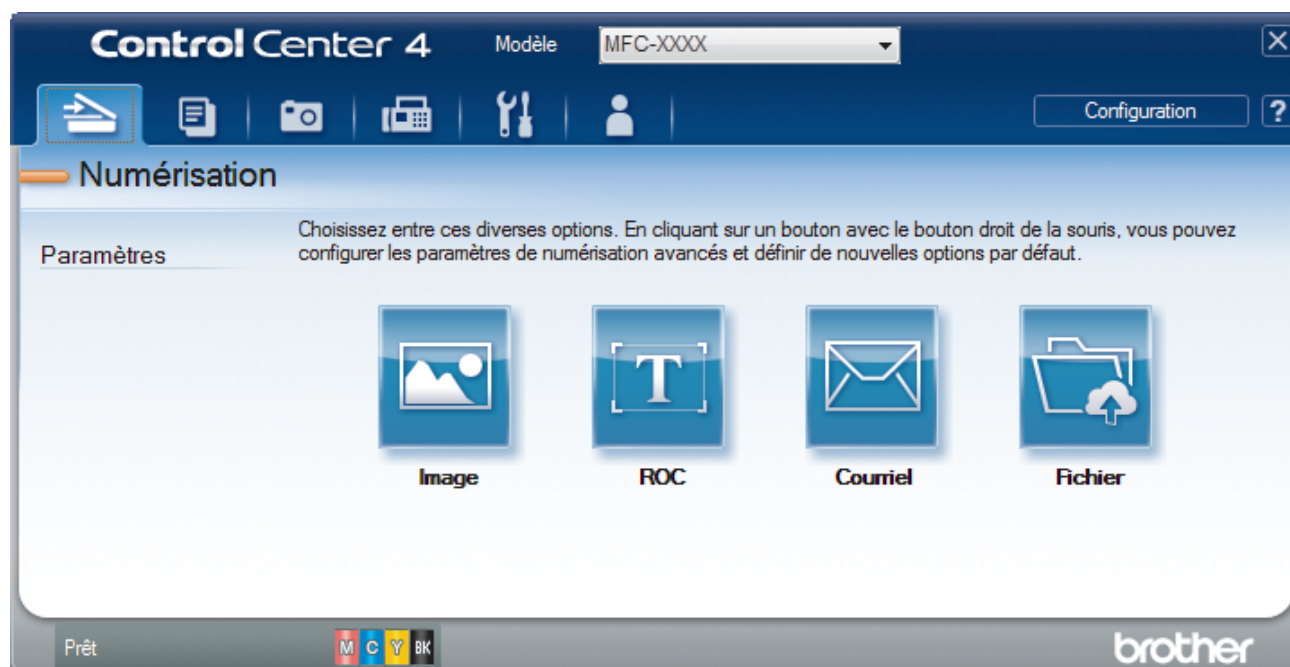 Control Center 4
Modèle
MFC-XXXX
Configuration
?
Numérisation
Paramètres
Choisissez entre ces diverses options. En cliquant sur un bouton avec le bouton droit de la souris, vous pouvez
configurer les paramètres de numérisation avancés et définir de nouvelles options par défaut.
T
Image
ROC
Courriel
Fichier
Prêt
M C Y BK
brother